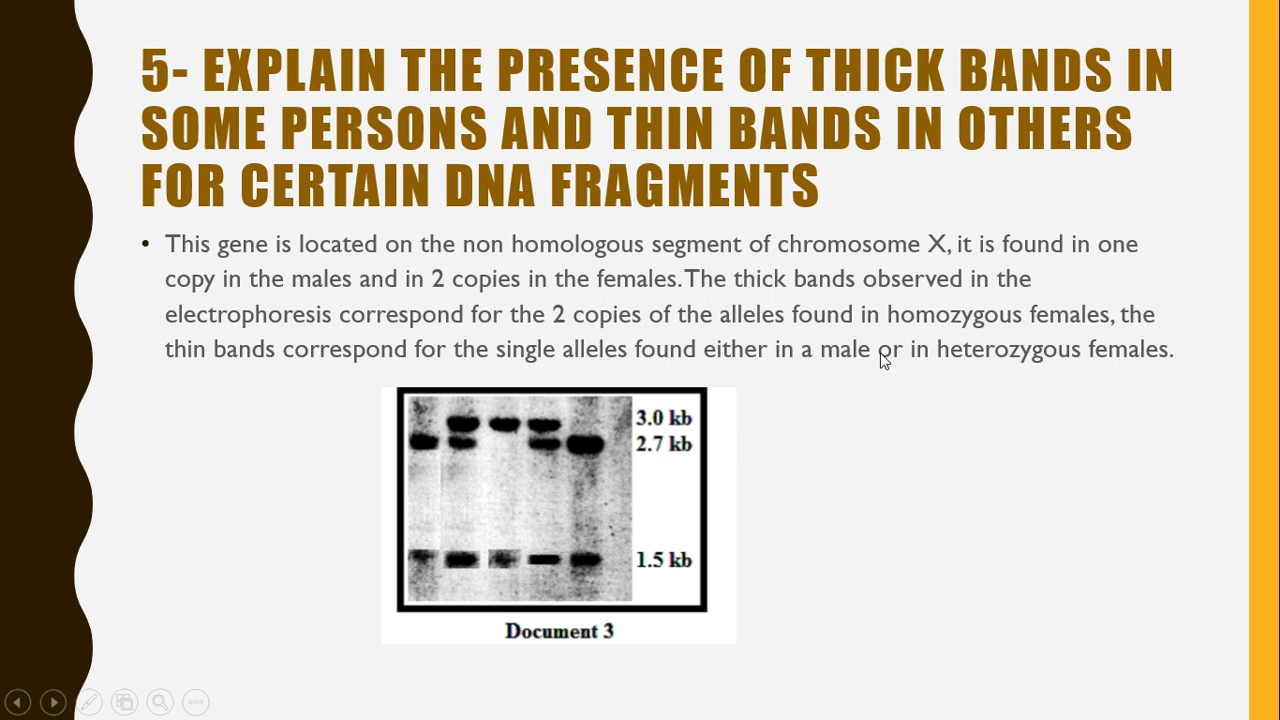 5- EXPLAIN THE PRESENCE OF THICK BANDS IN
SOME PERSONS AND THIN BANDS IN OTHERS
FOR CERTAIN DNA FRAGMENTS
• This gene is located on the non homologous segment of chromosome X, it is found in one
copy in the males and in 2 copies in the females. The thick bands observed in the
electrophoresis correspond for the 2 copies of the alleles found in homozygous females, the
thin bands correspond for the single alleles found either in a male or in heterozygous females.
3.0 kb
2.7 kb
1.5 kb
Document 3